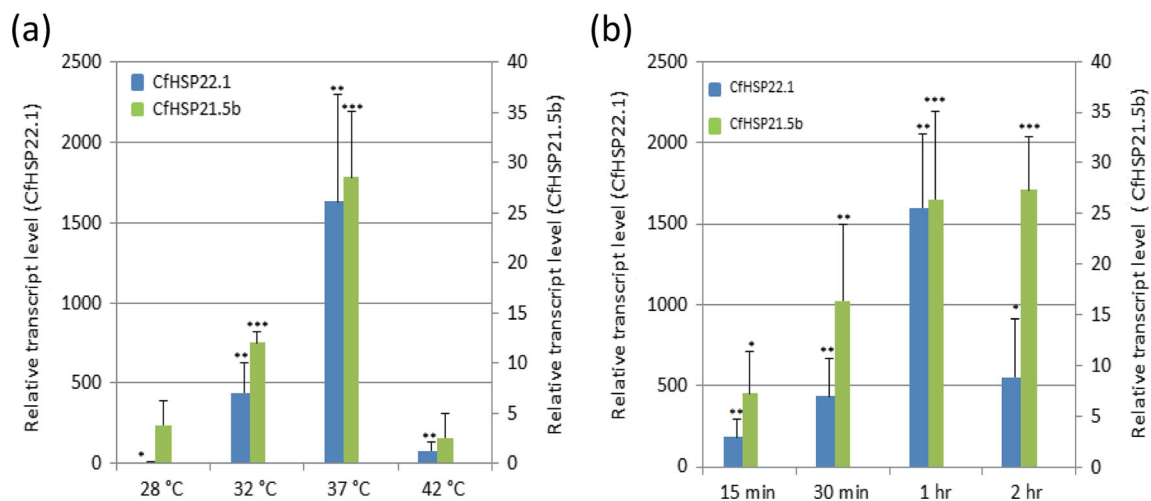 (a)
Relative transcript level (CfHSP22.1)
2500
2000
1500
1000
500
0
CfHSP22.1
CfHSP21.5b
*
**
***
**
***
**
40
35
30
25
20
15
10
5
0
Relative transcript level (CfHSP21.5b)
28 °C
32 °C
37 °C
42 °C
(b)
Relative transcript level (CfHSP22.1)
2500
2000
1500
1000
500
0
CfHSP22.1
CfHSP21.5b
**
*
**
**
**
***
*
***
40
35
30
25
20
15
10
5
0
Relative transcript level ( CfHSP21.5b)
15 min
30 min
1 hr
2 hr